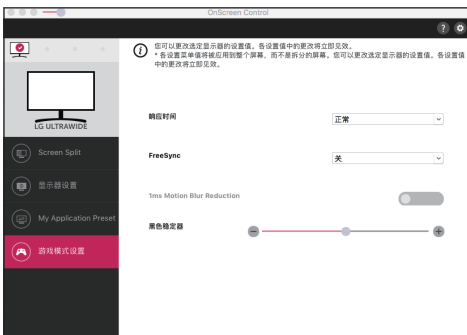 OnScreen Control
?
i
您可以更改选定显示器的设置值。各设置值中的更改将立即见效。
* 各设置菜单值将被应用到整个屏幕，而不是拆分的屏幕。您可以更改选定显示器的设置值。各设置值
中的更改将立即见效。
LG ULTRAWIDE
Screen Split
显示器设置
My Application Preset
游戏模式设置
响应时间
正常
FreeSync
关
1ms Motion Blur Reduction
黑色稳定器